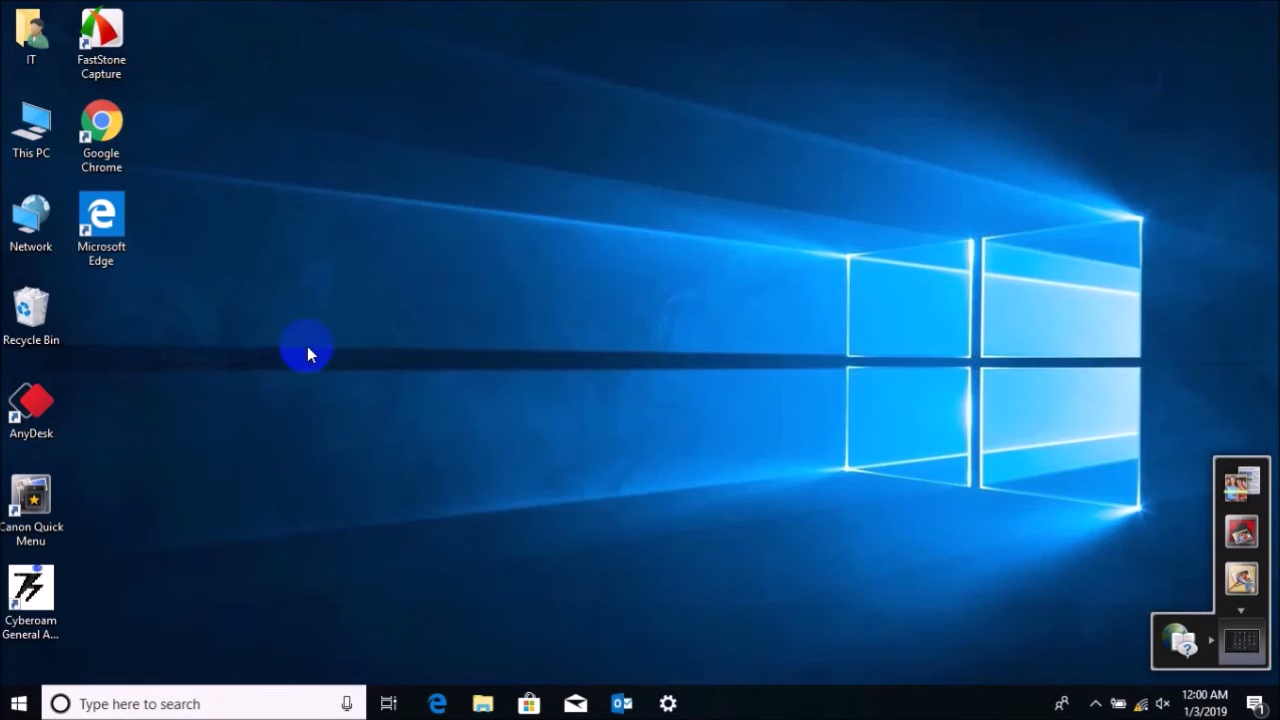 IT
FastStone
Capture
This PC
Google
Chrome
Network
Microsoft
Edge
Recycle Bin
AnyDesk
Canon Quick
Menu
Cyberoam
General A...
Type here to search
12:00 AM
1/3/2019
1